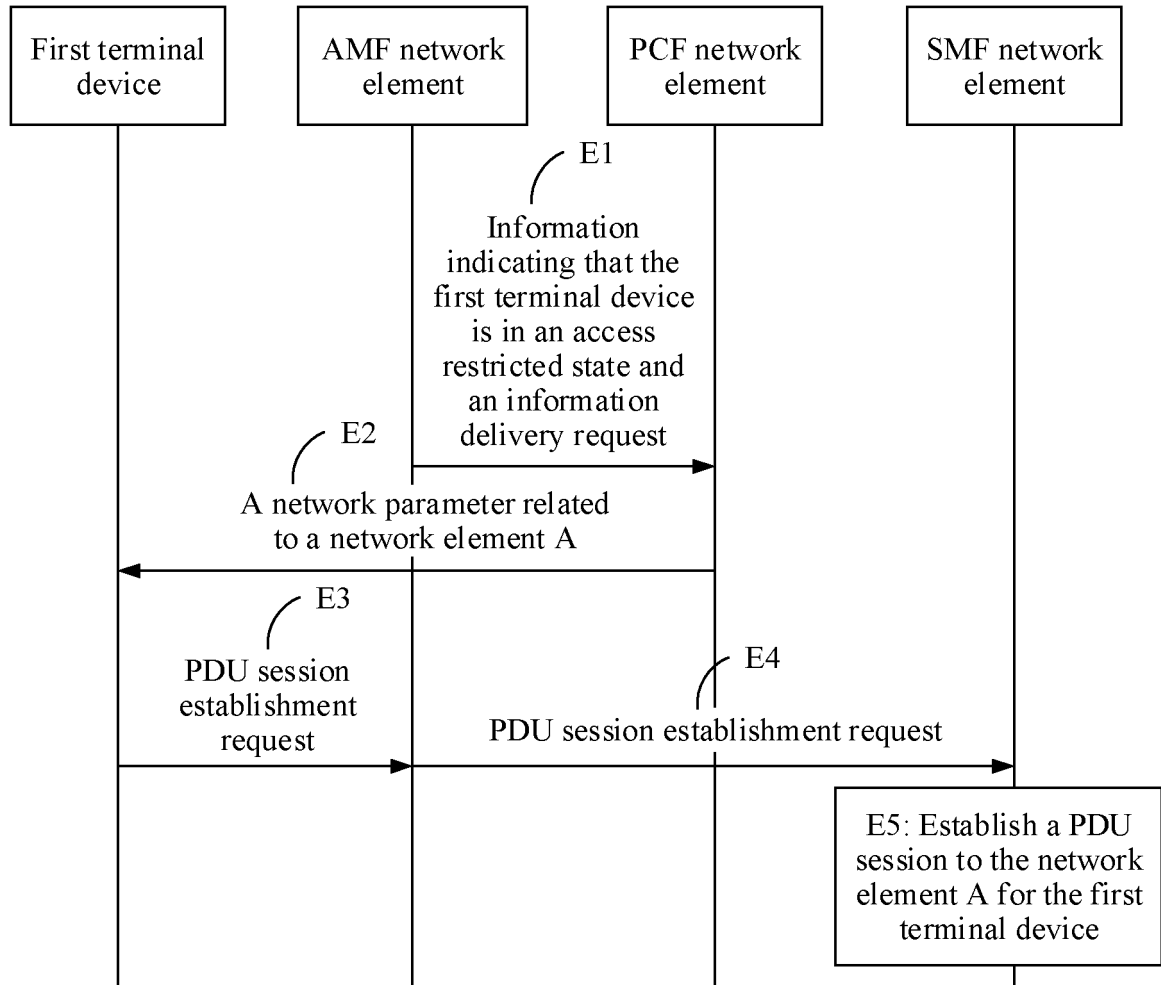 First terminal
device
AMF network
element
PCF network
element
SMF network
element
E1
Information
indicating that the
first terminal device
is in an access
restricted state and
an information
delivery request
E2
A network parameter related
to a network element A
E3
PDU session
establishment
request
E4
PDU session establishment request
E5: Establish a PDU
session to the network
element A for the first
terminal device